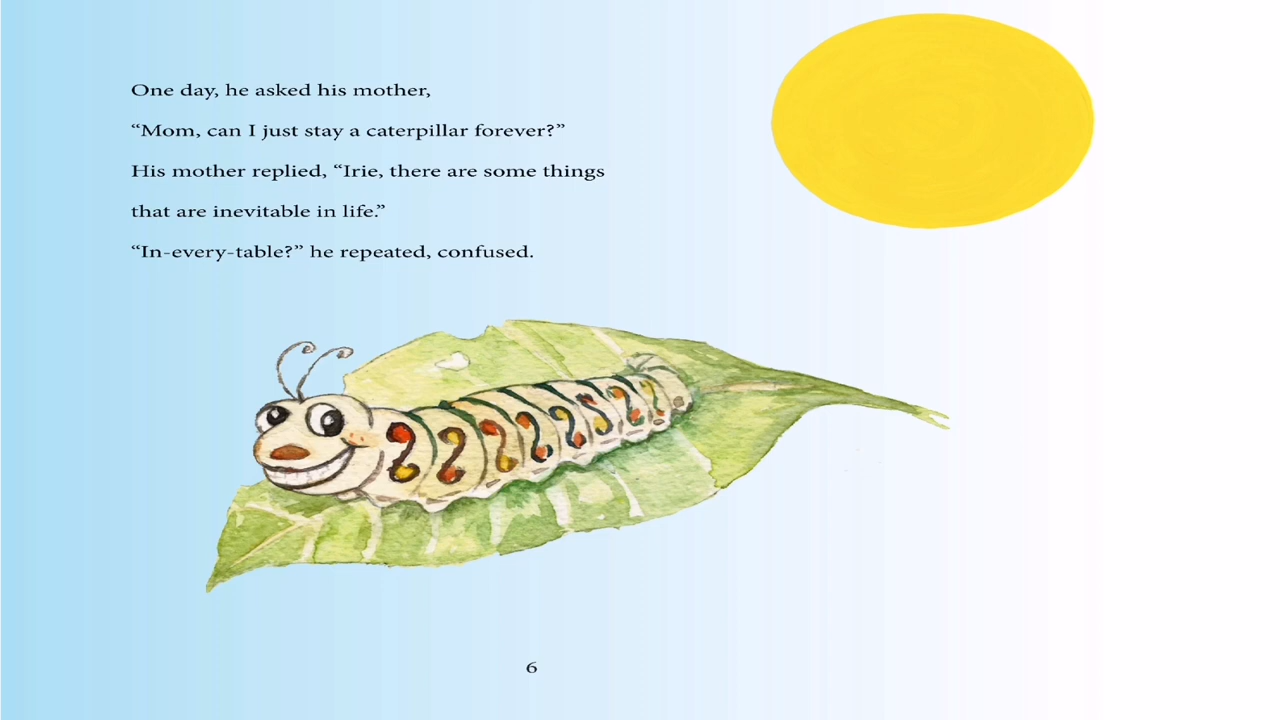 One day, he asked his mother,
“Mom, can I just stay a caterpillar forever?”
His mother replied, “Irie, there are some things
that are inevitable in life.”
“In-every-table?” he repeated, confused.
6